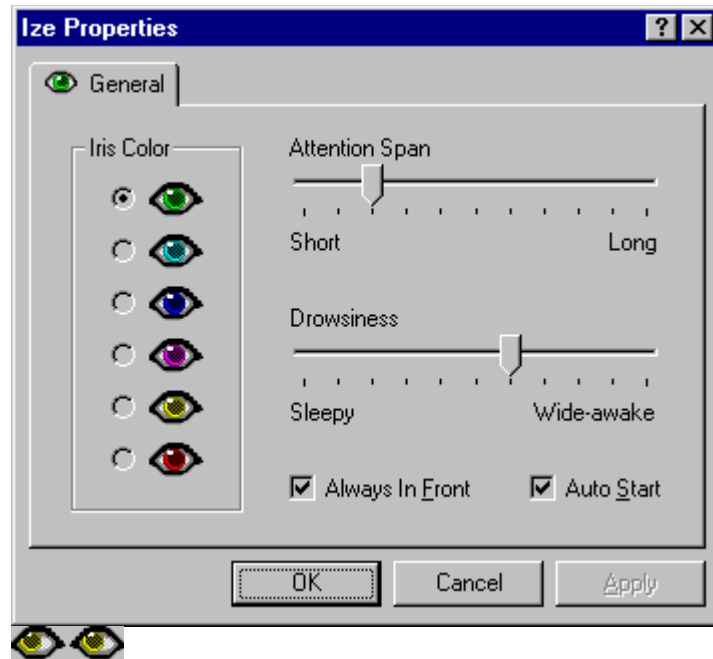 Ize Properties
General
Iris Color
Attention Span
Short Long
Drowsiness
Sleepy Wide-awake
Always In Front Auto Start
OK Cancel Apply